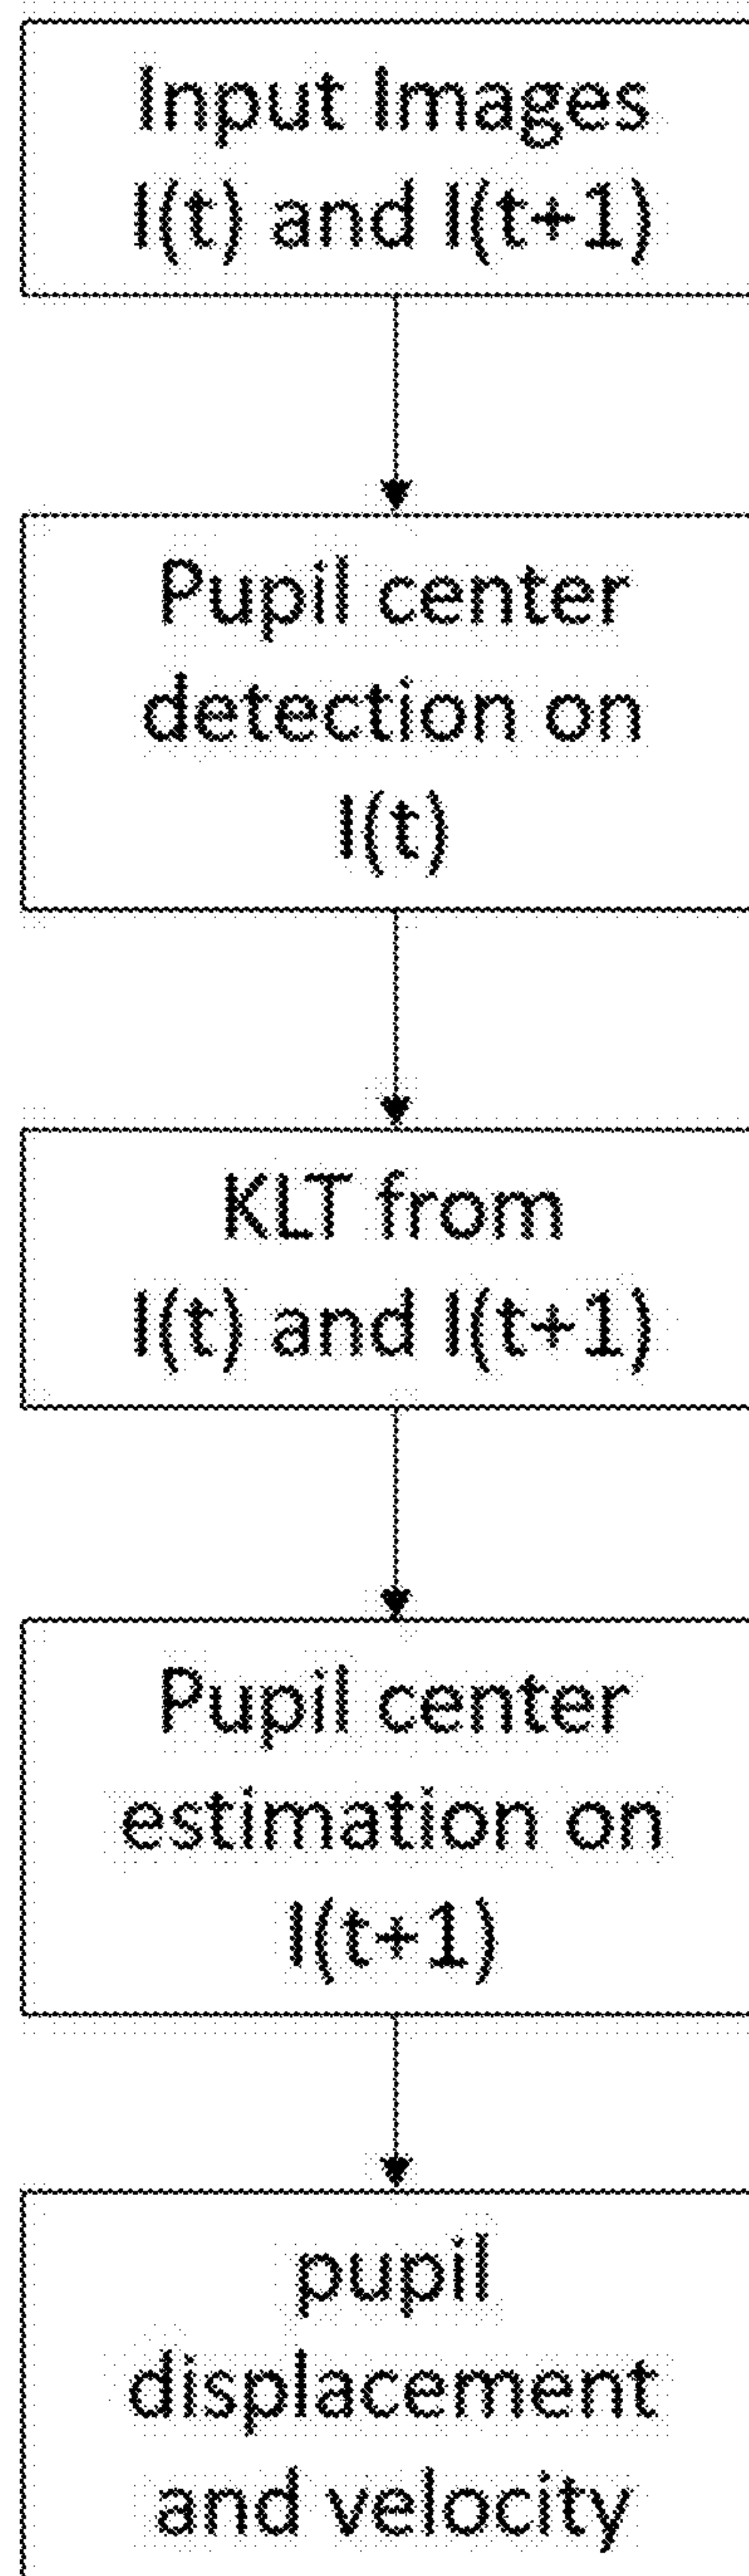 Input Images
I(t) and I(t+1)
Pupil center
detection on
I(t)
KLT from
I(t) and I(t+1)
Pupil center
estimation on
I(t+1)
pupil
displacement
and velocity